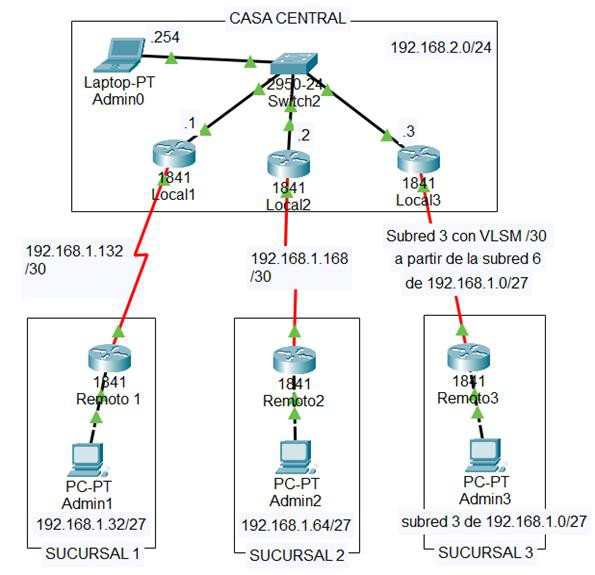 CASA CENTRAL
.254
192.168.2.0/24
Laptop-PT
Admin0
2950-24
Switch2
.1
.2
.3
1841
Local1
1841
Local2
1841
Local3
192.168.1.132
/30
192.168.1.168
/30
Subred 3 con VLSM /30
a partir de la subred 6
de 192.168.1.0/27
1841
Remoto 1
1841
Remoto2
1841
Remoto3
PC-PT
Admin1
192.168.1.32/27
SUCURSAL 1
PC-PT
Admin2
192.168.1.64/27
SUCURSAL 2
PC-PT
Admin3
subred 3 de 192.168.1.0/27
SUCURSAL 3